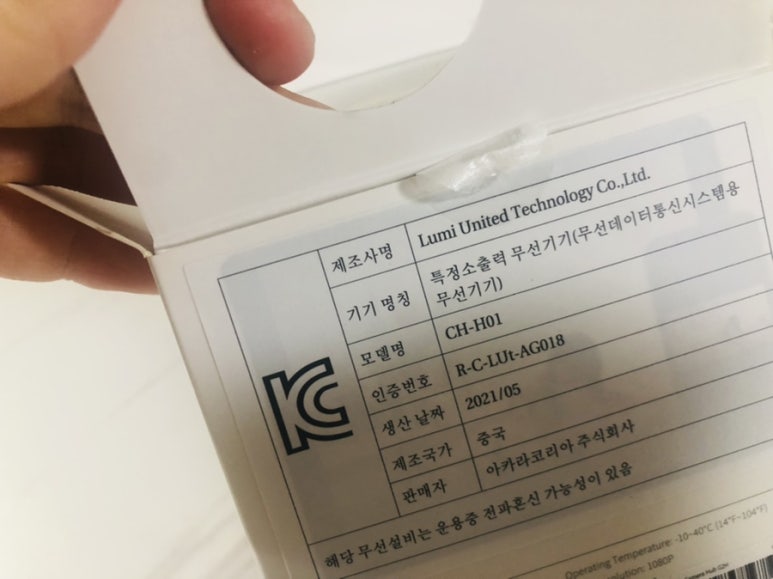 제조사명 Lumi United Technology Co.,Ltd.
기기 명칭 특정소출력 무선기기(무선데이터통신시스템용
무선기기)
모델명 CH-H01
인증번호 R-C-LUt-AG018
생산 날짜 2021/05
제조국가 중국
판매자 아카라코리아 주식회사
해당 무선설비는 운용중 전파혼신 가능성이 있음
Operating Temperature: -10~40°C (14°F~104°F)
1080P